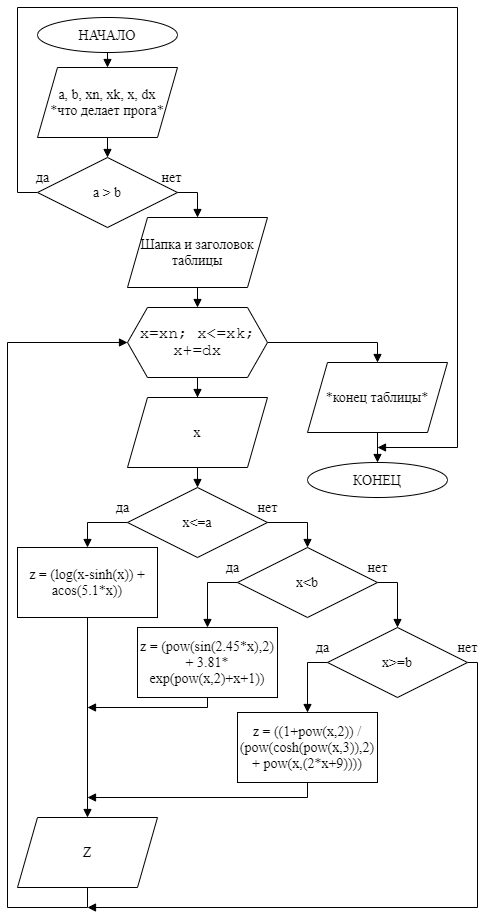 НАЧАЛО
a, b, xn, xk, x, dx
*что делает прога*
да
нет
a > b
Шапка и заголовок
таблицы
x=xn; x<=xk;
x+=dx
*конец таблицы*
x
КОНЕЦ
да
нет
x<=a
z = (log(x-sinh(x)) +
acos(5.1*x))
да
нет
x<b
z = (pow(sin(2.45*x),2)
+ 3.81*
exp(pow(x,2)+x+1))
да
нет
x>=b
z = ((1+pow(x,2)) /
(pow(cosh(pow(x,3)),2)
+ pow(x,(2*x+9))))
Z